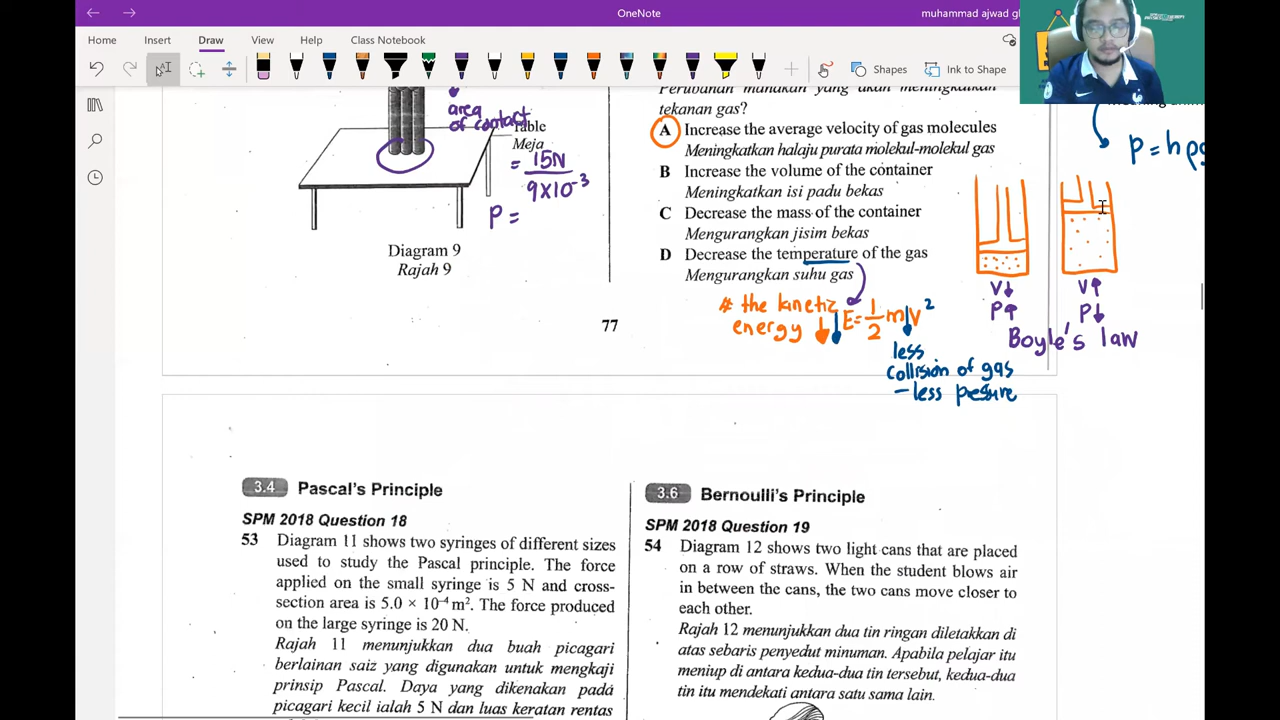 OneNote
muhammad ajwad gh
Home Insert Draw View Help Class Notebook
Shapes Ink to Shape
Perubahan manakah yang akan meningkatkan
tekanan gas?
A Increase the average velocity of gas molecules
Meningkatkan halaju purata molekul-molekul gas
B Increase the volume of the container
Meningkatkan isi padu bekas
C Decrease the mass of the container
Mengurangkan jisim bekas
D Decrease the temperature of the gas
Mengurangkan suhu gas
area
of contact
Table
Meja
= 15N
9x10⁻³
P =
Diagram 9
Rajah 9
77
# the kinetic
energy ↓↓ E=½mv²
less
collision of gas
– less pesure
P = hρg
V↓
P↑
V↑
P↓
Boyle's law
3.4 Pascal's Principle
SPM 2018 Question 18
53 Diagram 11 shows two syringes of different sizes
used to study the Pascal principle. The force
applied on the small syringe is 5 N and cross-
section area is 5.0 × 10⁻⁴ m². The force produced
on the large syringe is 20 N.
Rajah 11 menunjukkan dua buah picagari
berlainan saiz yang digunakan untuk mengkaji
prinsip Pascal. Daya yang dikenakan pada
picagari kecil ialah 5 N dan luas keratan rentas
3.6 Bernoulli's Principle
SPM 2018 Question 19
54 Diagram 12 shows two light cans that are placed
on a row of straws. When the student blows air
in between the cans, the two cans move closer to
each other.
Rajah 12 menunjukkan dua tin ringan diletakkan di
atas sebaris penyedut minuman. Apabila pelajar itu
meniup di antara kedua-dua tin tersebut, kedua-dua
tin itu mendekati antara satu sama lain.